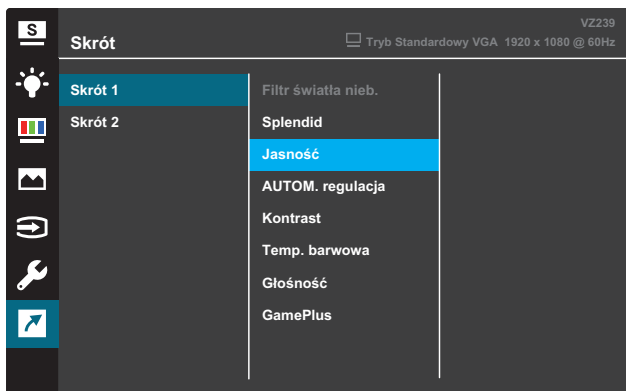 S
VZ239
Skrót
Tryb Standardowy VGA 1920 x 1080 @ 60Hz
Skrót 1
Skrót 2
Filtr światła nieb.
Splendid
Jasność
AUTOM. regulacja
Kontrast
Temp. barwowa
Głośność
GamePlus